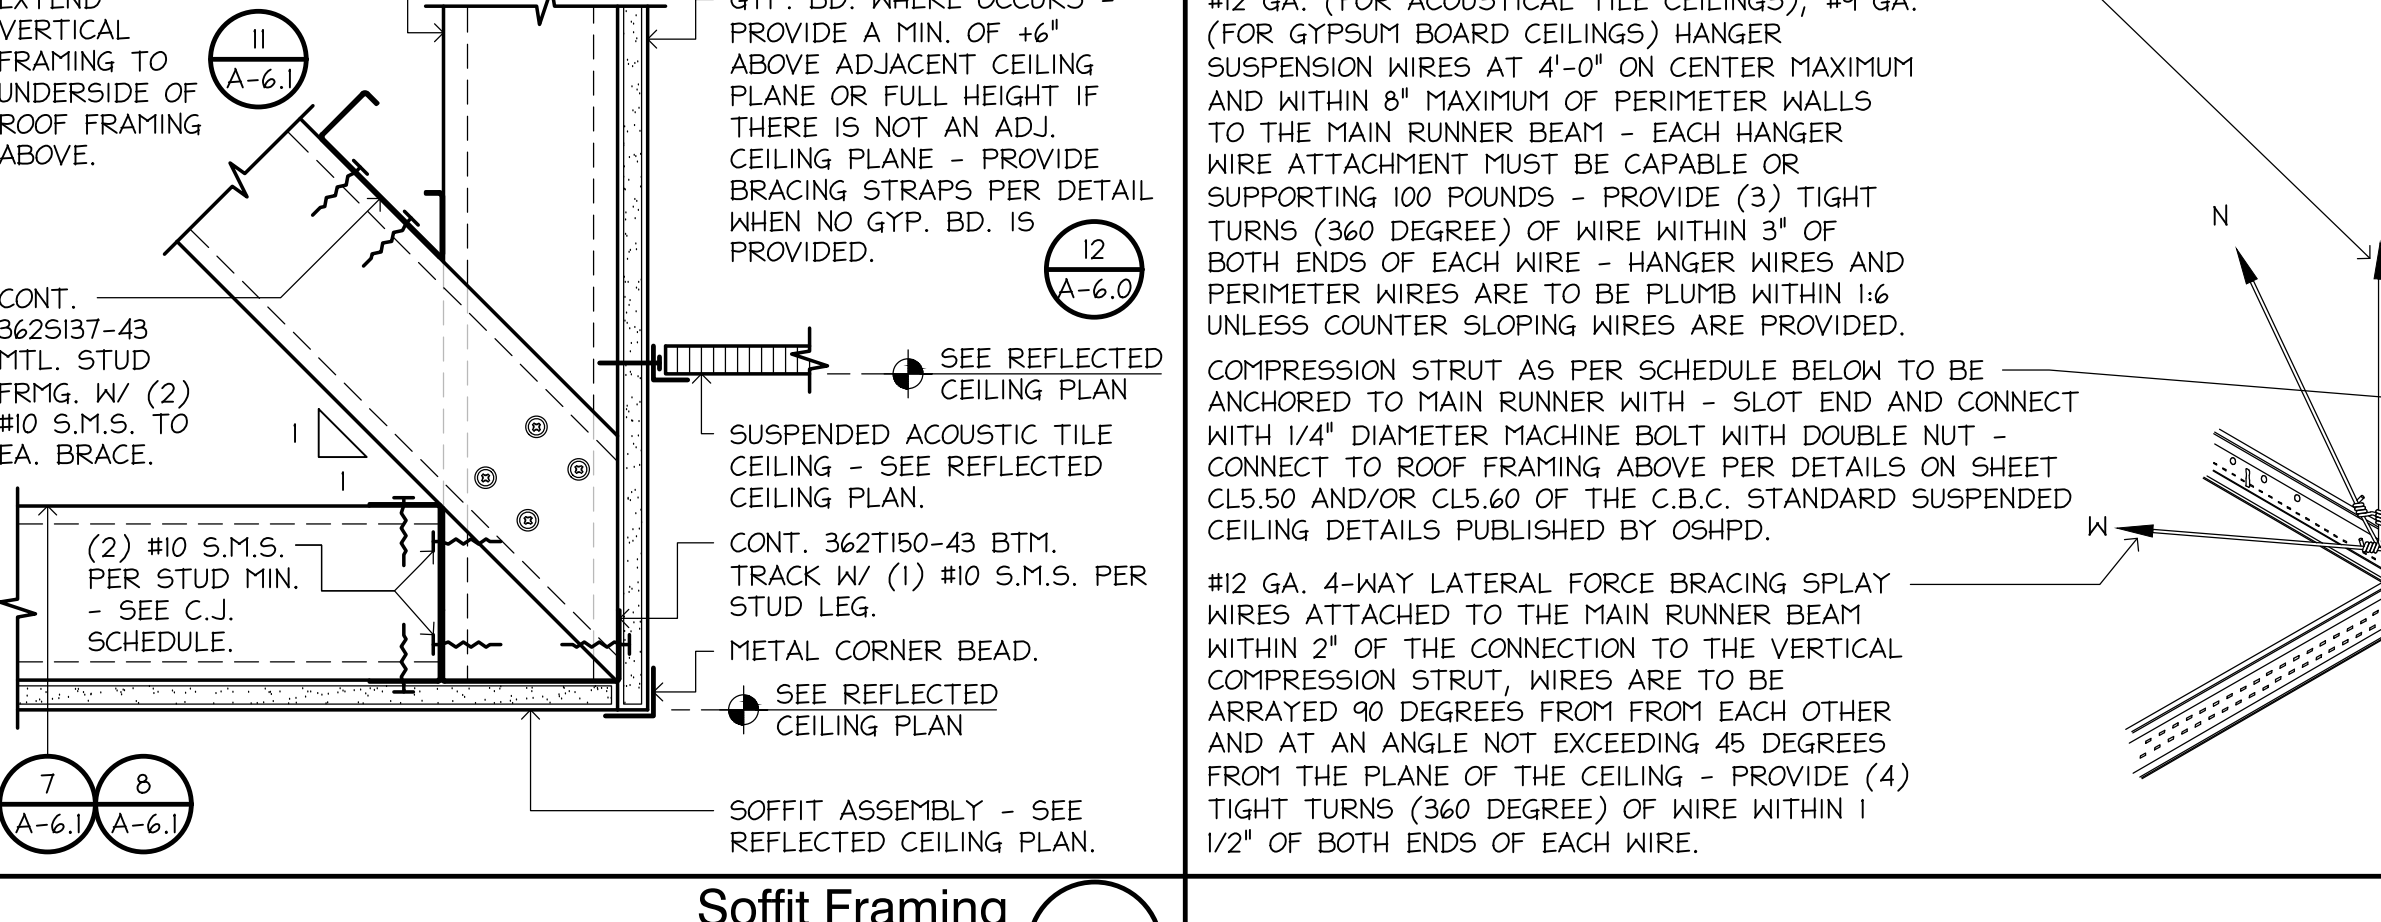 EXTEND
VERTICAL
FRAMING TO
UNDERSIDE OF
ROOF FRAMING
ABOVE.
11
A-6.1
CONT.
362S137-43
MTL. STUD
FRMG. W/ (2)
#10 S.M.S. TO
EA. BRACE.
1
1
(2) #10 S.M.S.
PER STUD MIN.
- SEE C.J.
SCHEDULE.
7
A-6.1
8
A-6.1
GYP. BD. WHERE OCCURS -
PROVIDE A MIN. OF +6"
ABOVE ADJACENT CEILING
PLANE OR FULL HEIGHT IF
THERE IS NOT AN ADJ.
CEILING PLANE - PROVIDE
BRACING STRAPS PER DETAIL
WHEN NO GYP. BD. IS
PROVIDED.
12
A-6.0
SEE REFLECTED
CEILING PLAN
SUSPENDED ACOUSTIC TILE
CEILING - SEE REFLECTED
CEILING PLAN.
CONT. 362T150-43 BTM.
TRACK W/ (1) #10 S.M.S. PER
STUD LEG.
METAL CORNER BEAD.
SEE REFLECTED
CEILING PLAN
SOFFIT ASSEMBLY - SEE
REFLECTED CEILING PLAN.
Soffit Framing
#12 GA. (FOR ACOUSTICAL TILE CEILINGS), #9 GA.
(FOR GYPSUM BOARD CEILINGS) HANGER
SUSPENSION WIRES AT 4'-0" ON CENTER MAXIMUM
AND WITHIN 8" MAXIMUM OF PERIMETER WALLS
TO THE MAIN RUNNER BEAM - EACH HANGER
WIRE ATTACHMENT MUST BE CAPABLE OR
SUPPORTING 100 POUNDS - PROVIDE (3) TIGHT
TURNS (360 DEGREE) OF WIRE WITHIN 3" OF
BOTH ENDS OF EACH WIRE - HANGER WIRES AND
PERIMETER WIRES ARE TO BE PLUMB WITHIN 1:6
UNLESS COUNTER SLOPING WIRES ARE PROVIDED.
COMPRESSION STRUT AS PER SCHEDULE BELOW TO BE
ANCHORED TO MAIN RUNNER WITH - SLOT END AND CONNECT
WITH 1/4" DIAMETER MACHINE BOLT WITH DOUBLE NUT -
CONNECT TO ROOF FRAMING ABOVE PER DETAILS ON SHEET
CL5.50 AND/OR CL5.60 OF THE C.B.C. STANDARD SUSPENDED
CEILING DETAILS PUBLISHED BY OSHPD.
#12 GA. 4-WAY LATERAL FORCE BRACING SPLAY
WIRES ATTACHED TO THE MAIN RUNNER BEAM
WITHIN 2" OF THE CONNECTION TO THE VERTICAL
COMPRESSION STRUT, WIRES ARE TO BE
ARRAYED 90 DEGREES FROM FROM EACH OTHER
AND AT AN ANGLE NOT EXCEEDING 45 DEGREES
FROM THE PLANE OF THE CEILING - PROVIDE (4)
TIGHT TURNS (360 DEGREE) OF WIRE WITHIN 1
1/2" OF BOTH ENDS OF EACH WIRE.
N
W